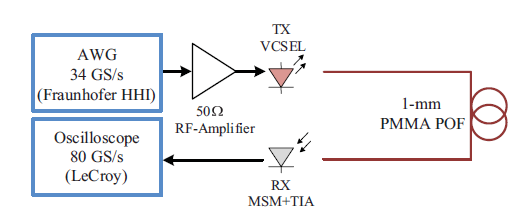 AWG
34 GS/s
(Fraunhofer HHI)
50Ω
RF-Amplifier
TX
VCSEL
1-mm
PMMA POF
Oscilloscope
80 GS/s
(LeCroy)
RX
MSM+TIA